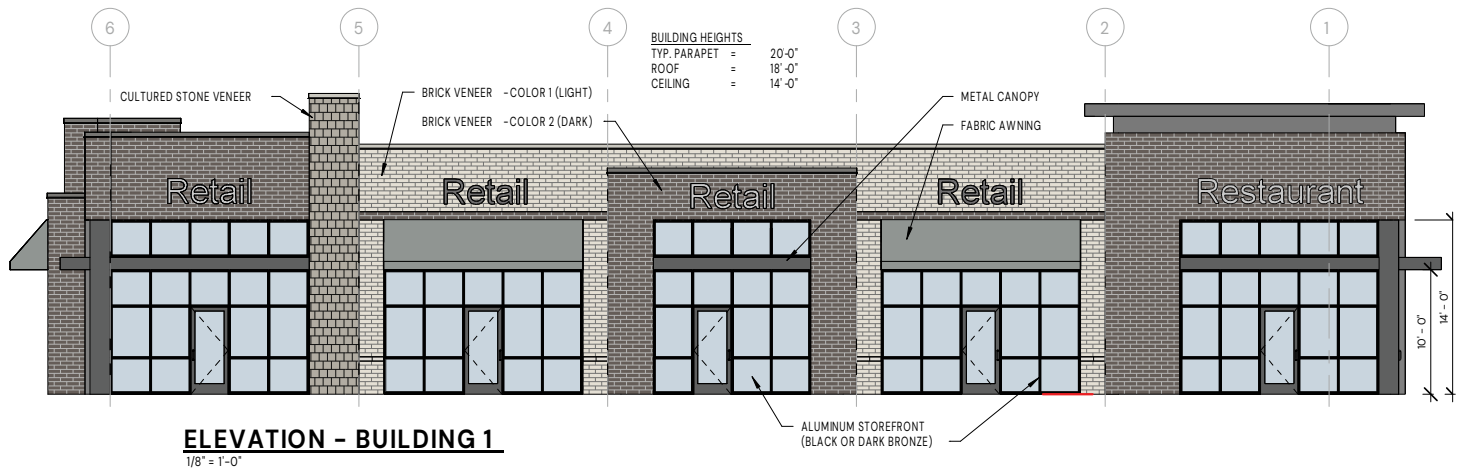 6 5 4 3 2 1
BUILDING HEIGHTS
TYP. PARAPET = 20'-0"
ROOF = 18'-0"
CEILING = 14'-0"
CULTURED STONE VENEER
BRICK VENEER - COLOR 1 (LIGHT)
BRICK VENEER - COLOR 2 (DARK)
METAL CANOPY
FABRIC AWNING
Retail Retail Retail Retail Restaurant
10' - 0"
14' - 0"
ALUMINUM STOREFRONT
(BLACK OR DARK BRONZE)
ELEVATION - BUILDING 1
1/8" = 1'-0"